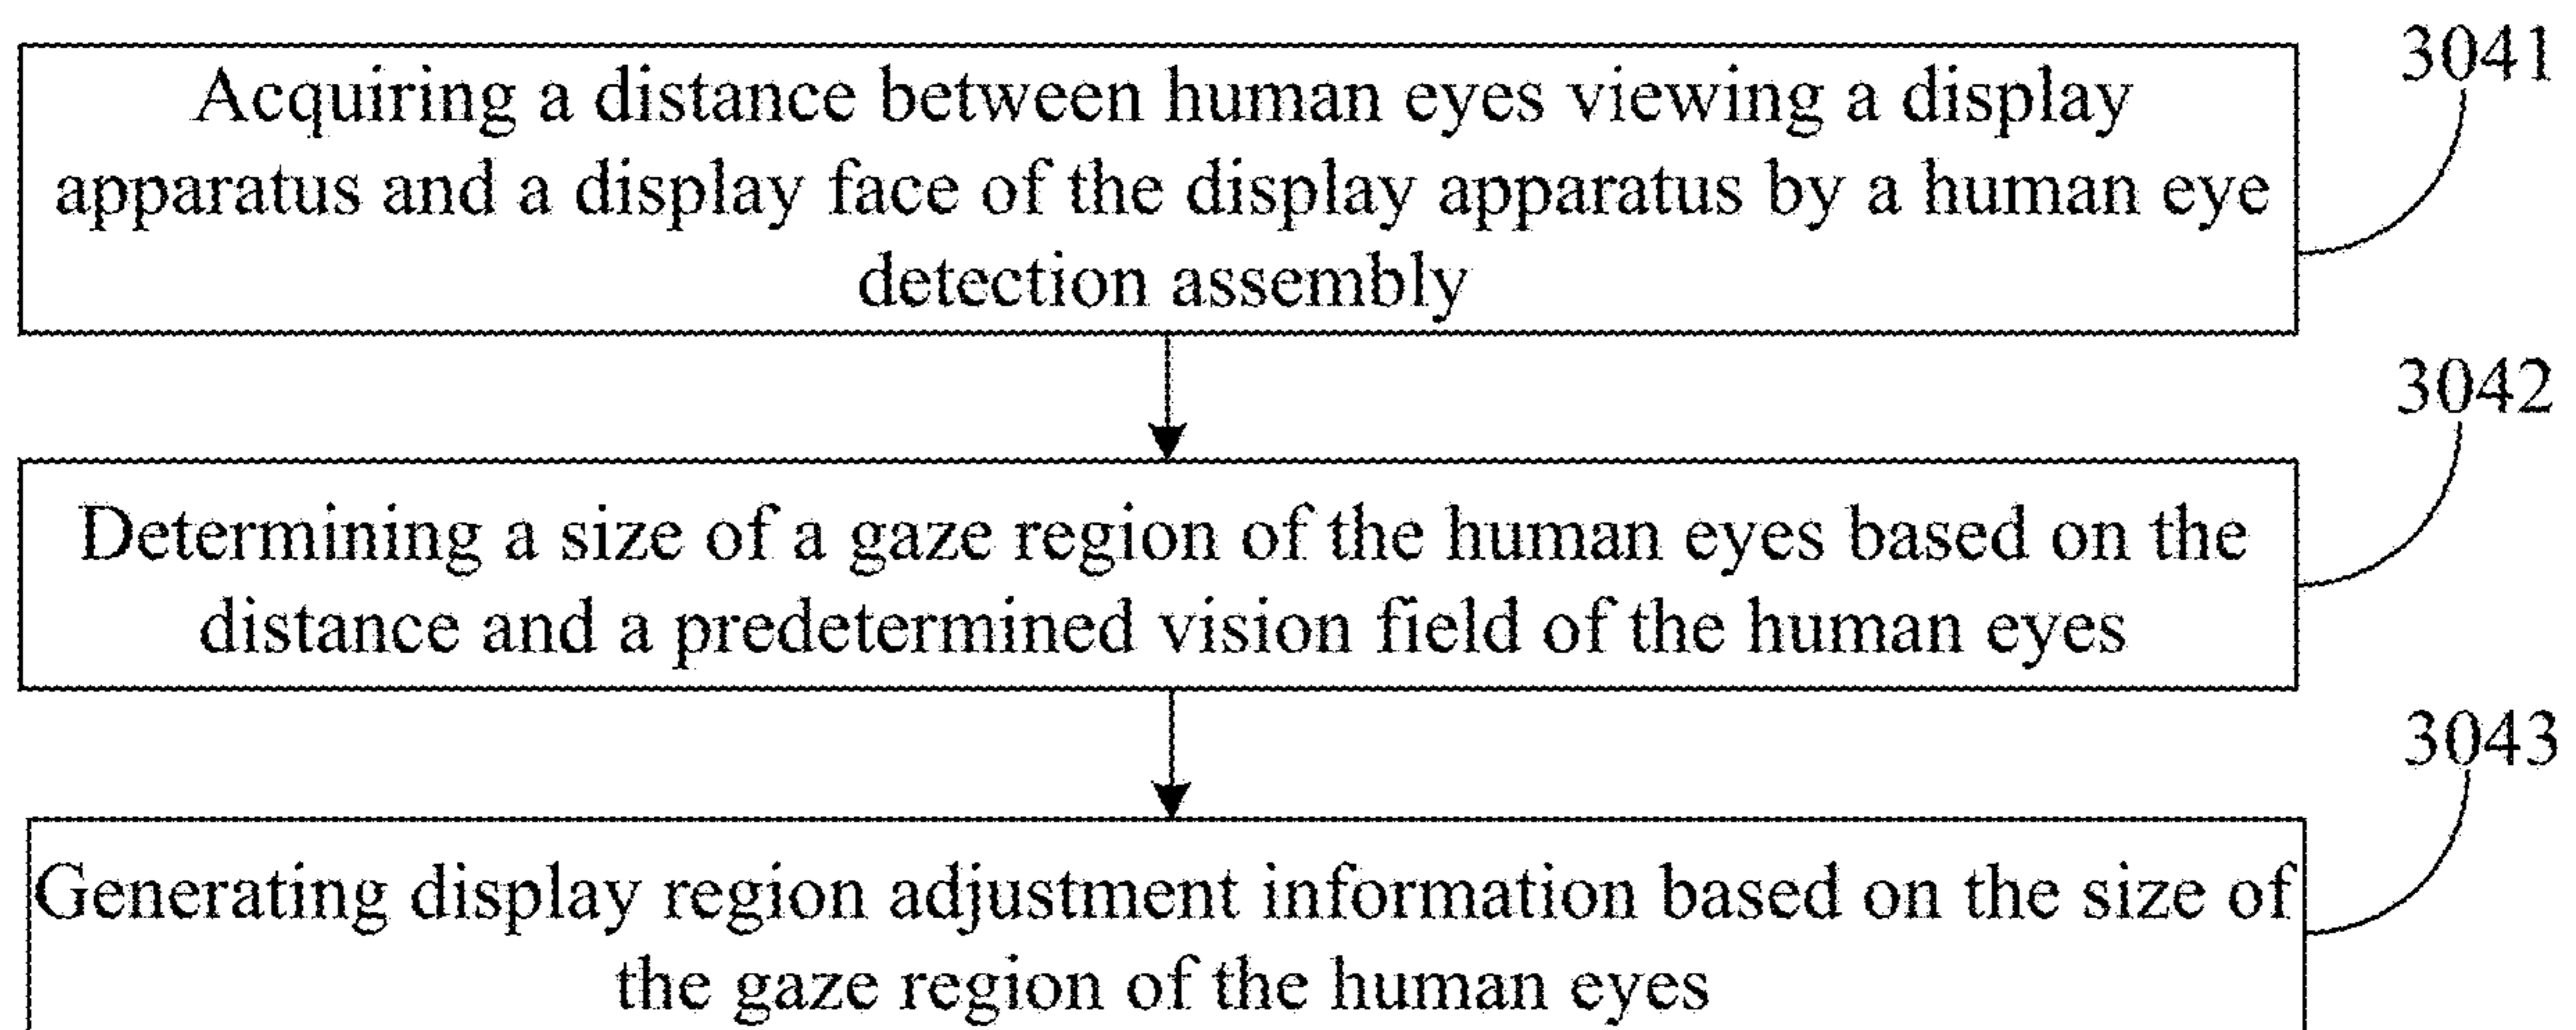 3041
Acquiring a distance between human eyes viewing a display
apparatus and a display face of the display apparatus by a human eye
detection assembly
3042
Determining a size of a gaze region of the human eyes based on the
distance and a predetermined vision field of the human eyes
3043
Generating display region adjustment information based on the size of
the gaze region of the human eyes